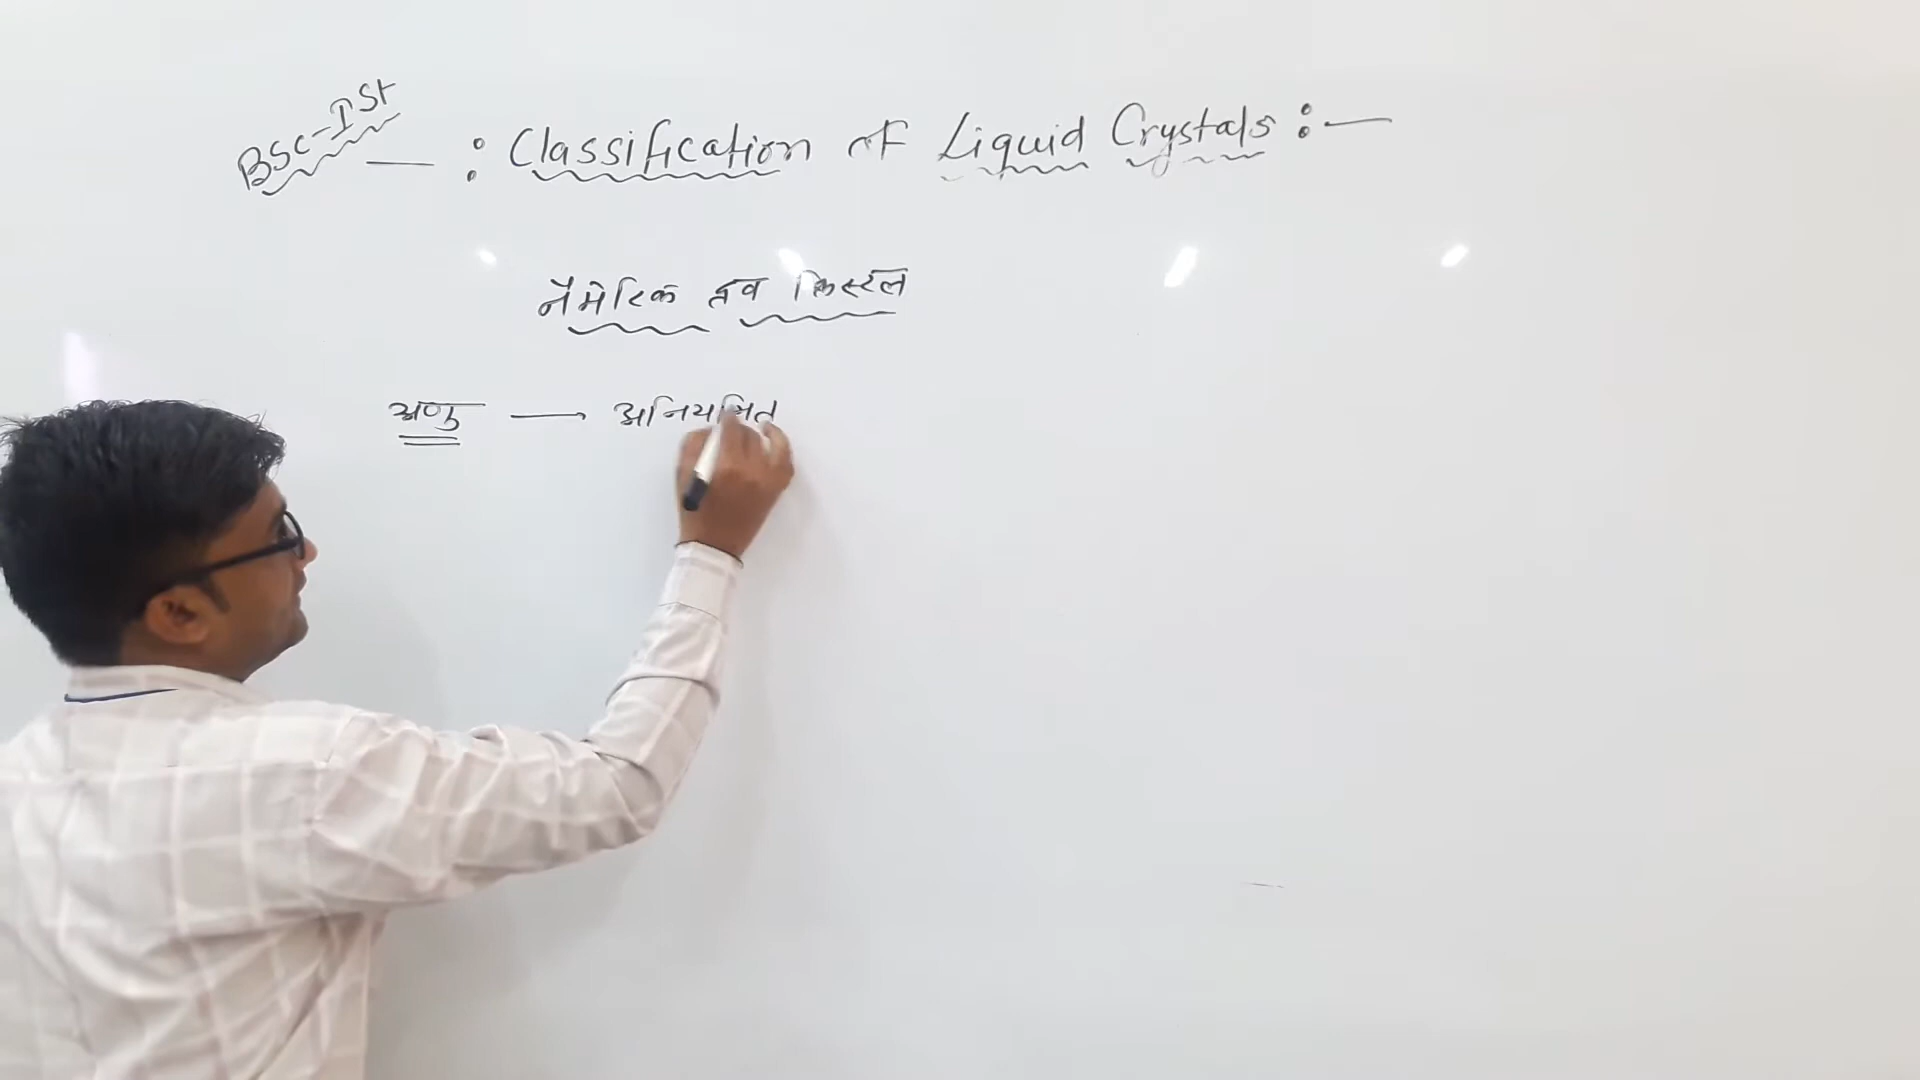 BSc-Ist
: Classification of Liquid Crystals :-
नैमेटिक द्रव क्रिस्टल
अणु → अनियमित